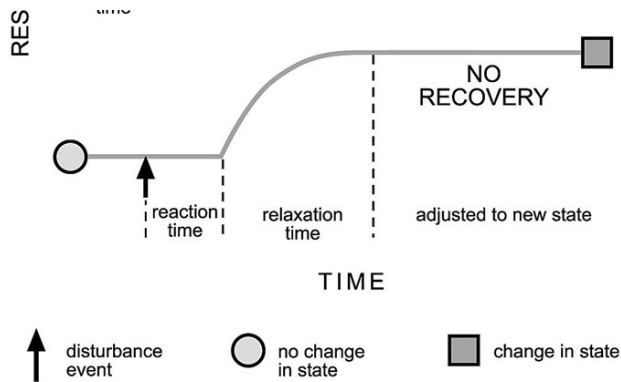 time
RES
NO
RECOVERY
reaction
time
relaxation
time
adjusted to new state
TIME
disturbance
event
no change
in state
change in state